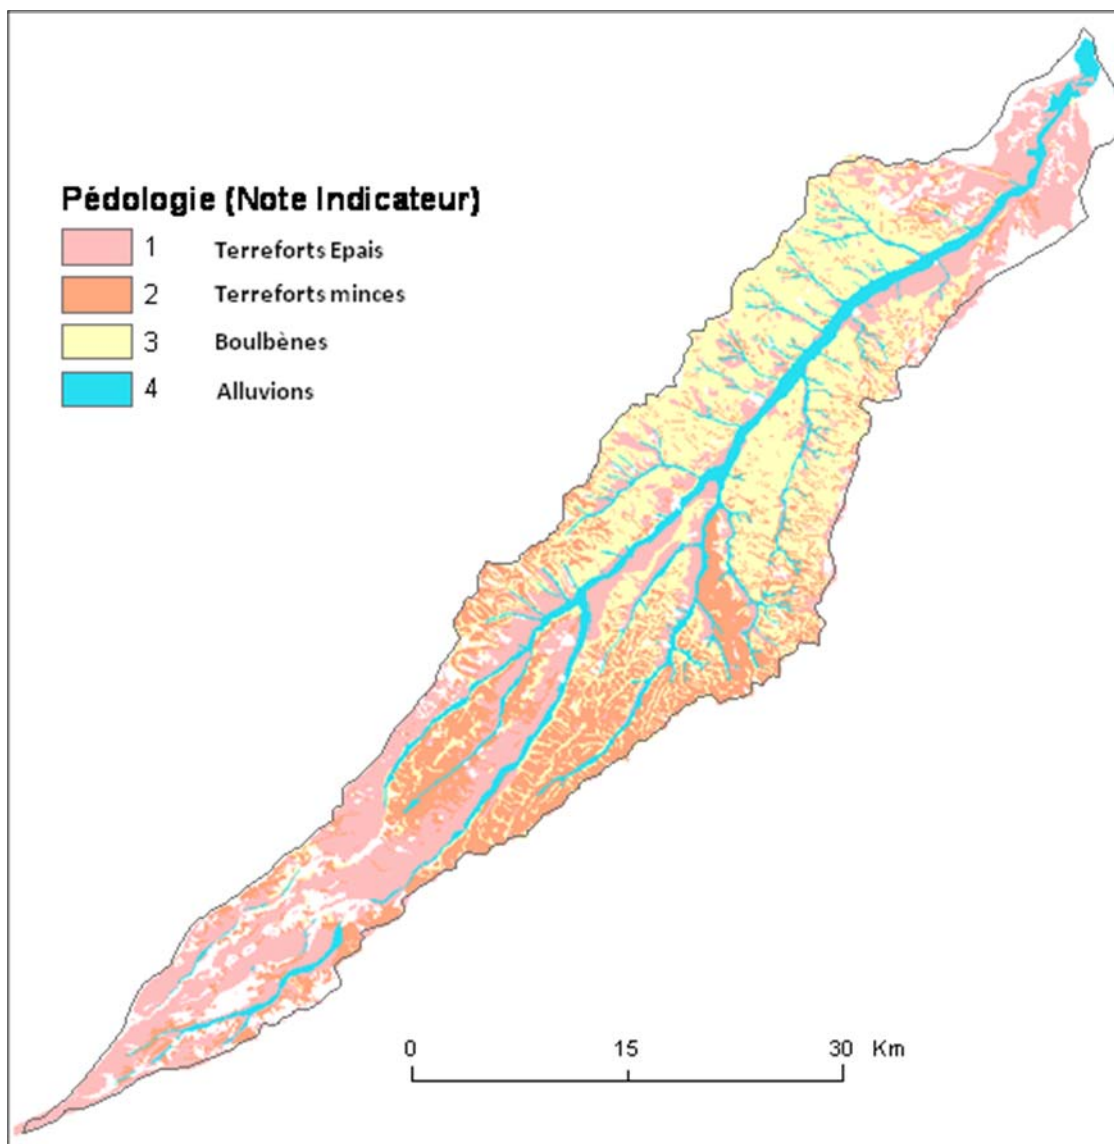 Pédologie (Note Indicateur)
1 Terreforts Epais
2 Terreforts minces
3 Boulbènes
4 Alluvions
0 15 30 Km